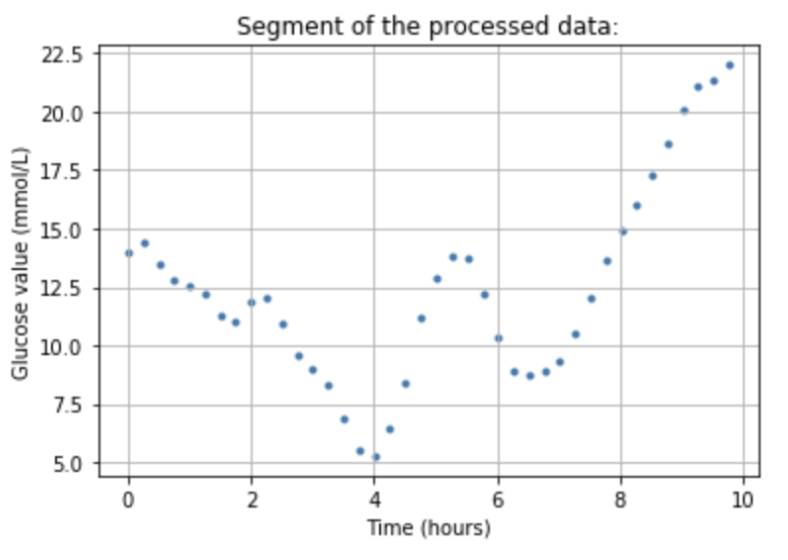 Segment of the processed data:
22.5
20.0
17.5
15.0
12.5
10.0
7.5
5.0
Glucose value (mmol/L)
0 2 4 6 8 10
Time (hours)